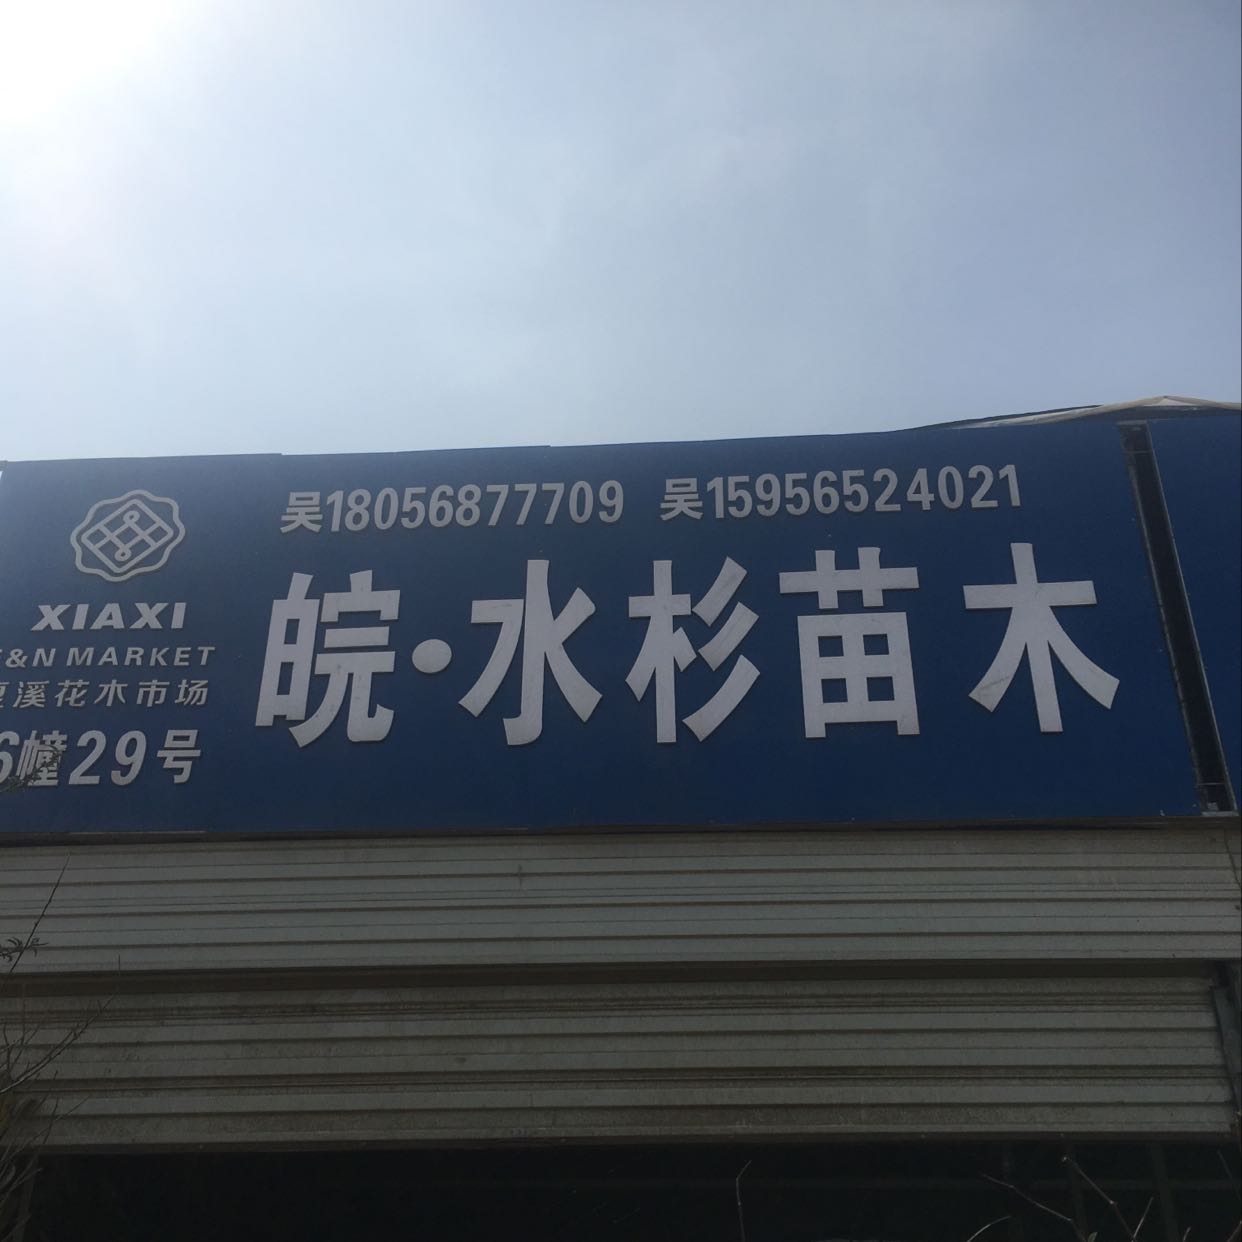 吴18056877709 吴15956524021
皖·水杉苗木
XIAXI
&N MARKET
夏溪花木市场
6幢29号